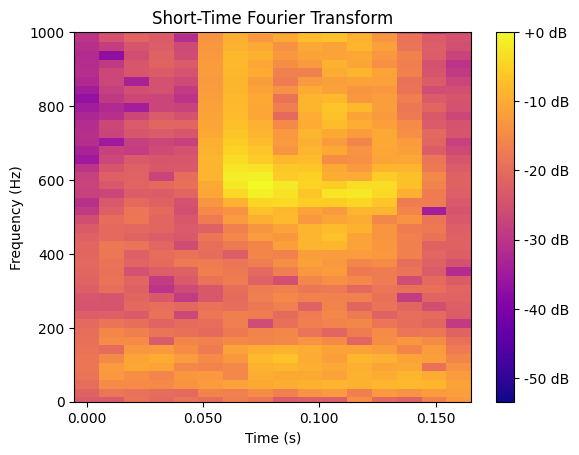 Short-Time Fourier Transform
1000
800
600
400
200
0
Frequency (Hz)
0.000
0.050
0.100
0.150
Time (s)
+0 dB
-10 dB
-20 dB
-30 dB
-40 dB
-50 dB